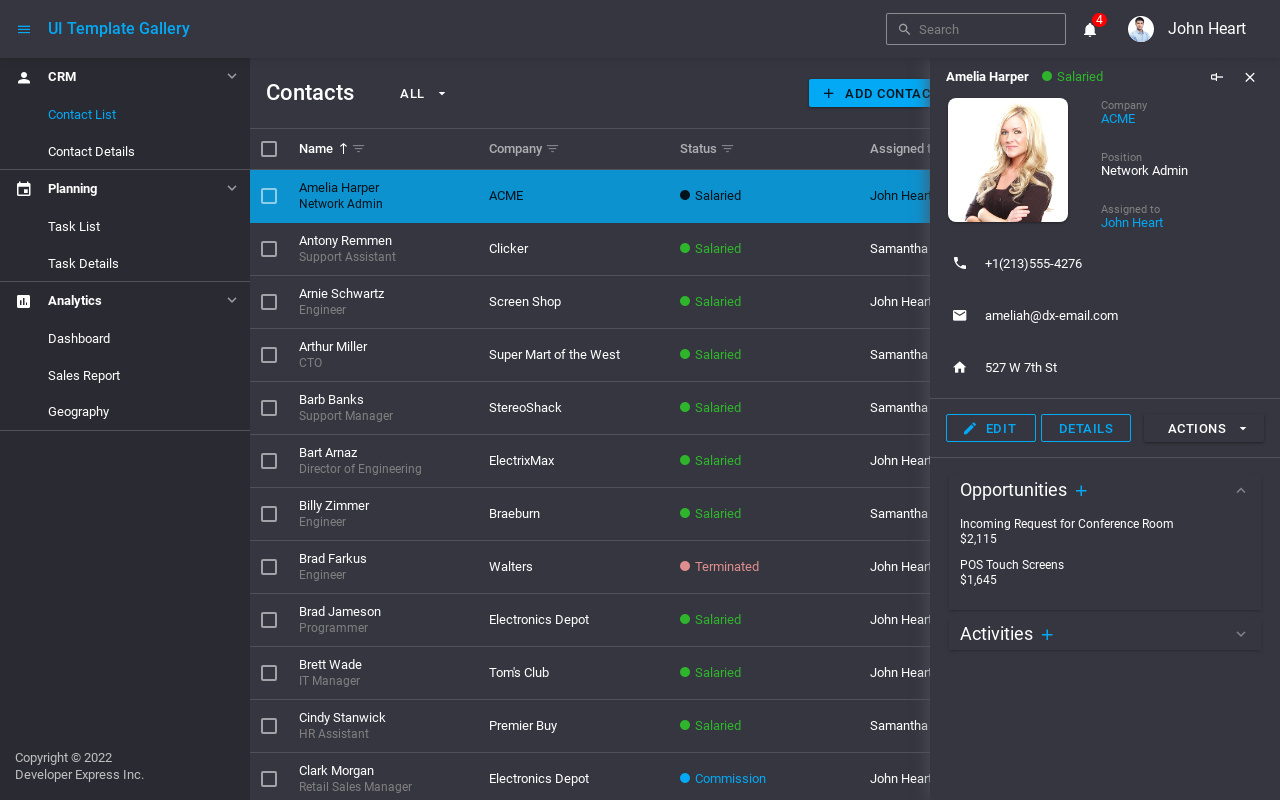 UI Template Gallery
Search
4
John Heart
CRM
Contact List
Contact Details
Planning
Task List
Task Details
Analytics
Dashboard
Sales Report
Geography
Copyright © 2022
Developer Express Inc.
Contacts
ALL
ADD CONTAC
Name
Company
Status
Assigned
Amelia Harper
Network Admin
ACME
Salaried
John Heart
Antony Remmen
Support Assistant
Clicker
Salaried
Samantha
Arnie Schwartz
Engineer
Screen Shop
Salaried
John Heart
Arthur Miller
CTO
Super Mart of the West
Salaried
Samantha
Barb Banks
Support Manager
StereoShack
Salaried
Samantha
Bart Arnaz
Director of Engineering
ElectrixMax
Salaried
John Heart
Billy Zimmer
Engineer
Braeburn
Salaried
Samantha
Brad Farkus
Engineer
Walters
Terminated
John Heart
Brad Jameson
Programmer
Electronics Depot
Salaried
John Heart
Brett Wade
IT Manager
Tom's Club
Salaried
John Heart
Cindy Stanwick
HR Assistant
Premier Buy
Salaried
Samantha
Clark Morgan
Retail Sales Manager
Electronics Depot
Commission
John Heart
Amelia Harper
Salaried
Company
ACME
Position
Network Admin
Assigned to
John Heart
+1(213)555-4276
ameliah@dx-email.com
527 W 7th St
EDIT
DETAILS
ACTIONS
Opportunities
Incoming Request for Conference Room
$2,115
POS Touch Screens
$1,645
Activities